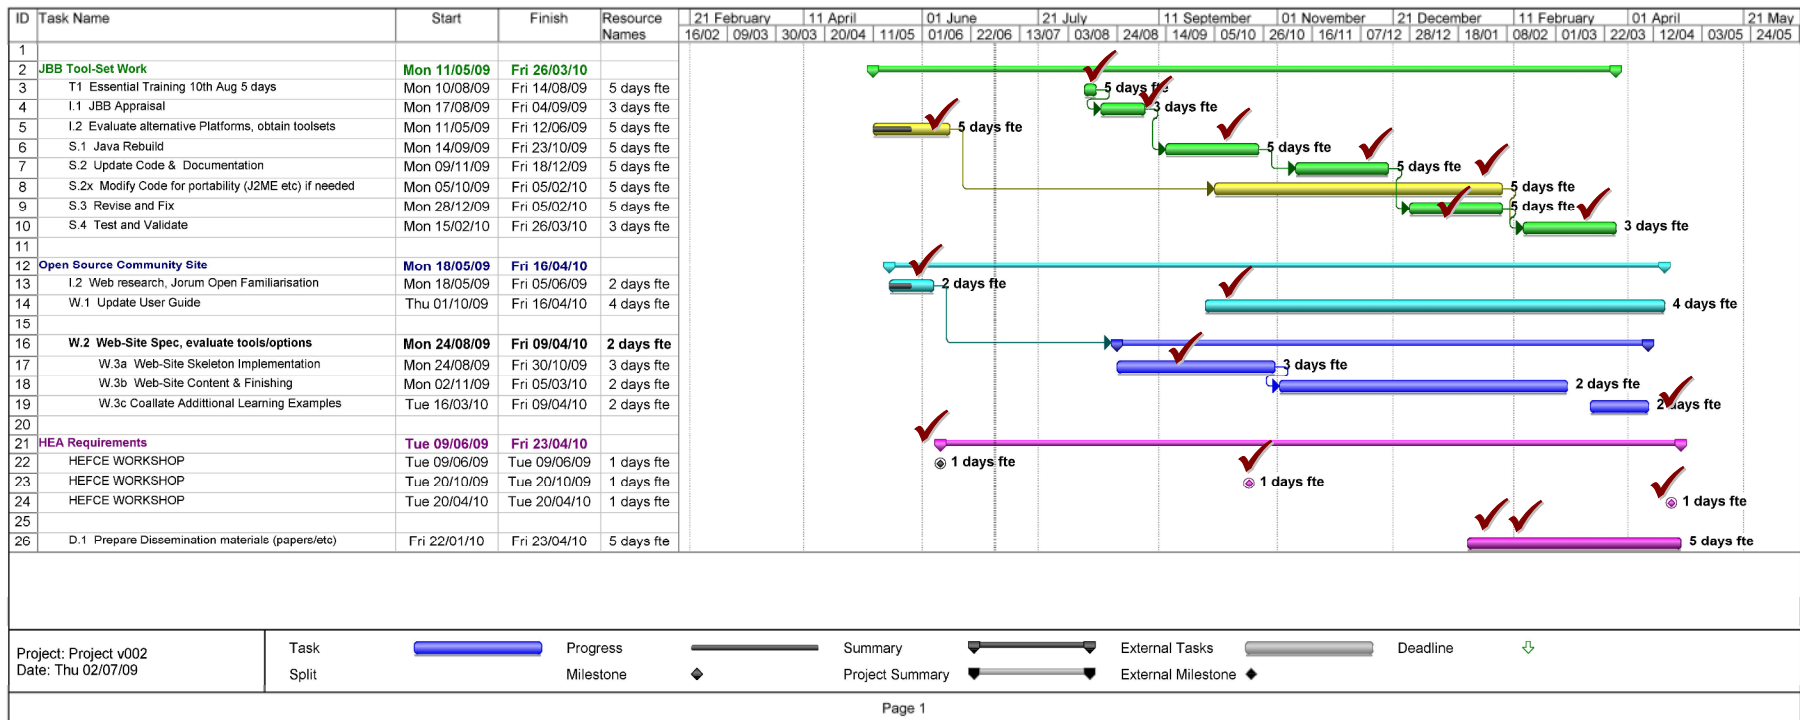 ID Task Name Start Finish Resource Names 21 February 11 April 01 June 21 July 11 September 01 November 21 December 11 February 01 April 21 May
16/02 09/03 30/03 20/04 11/05 01/06 22/06 13/07 03/08 24/08 14/09 05/10 26/10 16/11 07/12 28/12 18/01 08/02 01/03 22/03 12/04 03/05 24/05
1
2 JBB Tool-Set Work Mon 11/05/09 Fri 26/03/10
3 T1 Essential Training 10th Aug 5 days Mon 10/08/09 Fri 14/08/09 5 days fte 5 days fte
4 I.1 JBB Appraisal Mon 17/08/09 Fri 04/09/09 3 days fte 3 days fte
5 I.2 Evaluate alternative Platforms, obtain toolsets Mon 11/05/09 Fri 12/06/09 5 days fte 5 days fte
6 S.1 Java Rebuild Mon 14/09/09 Fri 23/10/09 5 days fte 5 days fte
7 S.2 Update Code & Documentation Mon 09/11/09 Fri 18/12/09 5 days fte 5 days fte
8 S.2x Modify Code for portability (J2ME etc) if needed Mon 05/10/09 Fri 05/02/10 5 days fte 5 days fte
9 S.3 Revise and Fix Mon 28/12/09 Fri 05/02/10 5 days fte 5 days fte
10 S.4 Test and Validate Mon 15/02/10 Fri 26/03/10 3 days fte 3 days fte
11
12 Open Source Community Site Mon 18/05/09 Fri 16/04/10
13 I.2 Web research, Jorum Open Familiarisation Mon 18/05/09 Fri 05/06/09 2 days fte 2 days fte
14 W.1 Update User Guide Thu 01/10/09 Fri 16/04/10 4 days fte 4 days fte
15
16 W.2 Web-Site Spec, evaluate tools/options Mon 24/08/09 Fri 09/04/10 2 days fte
17 W.3a Web-Site Skeleton Implementation Mon 24/08/09 Fri 30/10/09 3 days fte 3 days fte
18 W.3b Web-Site Content & Finishing Mon 02/11/09 Fri 05/03/10 2 days fte 2 days fte
19 W.3c Coallate Addittional Learning Examples Tue 16/03/10 Fri 09/04/10 2 days fte 2 days fte
20
21 HEA Requirements Tue 09/06/09 Fri 23/04/10
22 HEFCE WORKSHOP Tue 09/06/09 Tue 09/06/09 1 days fte 1 days fte
23 HEFCE WORKSHOP Tue 20/10/09 Tue 20/10/09 1 days fte 1 days fte
24 HEFCE WORKSHOP Tue 20/04/10 Tue 20/04/10 1 days fte 1 days fte
25
26 D.1 Prepare Dissemination materials (papers/etc) Fri 22/01/10 Fri 23/04/10 5 days fte 5 days fte
Project: Project v002
Date: Thu 02/07/09
Task Progress Summary External Tasks Deadline
Split Milestone Project Summary External Milestone
Page 1